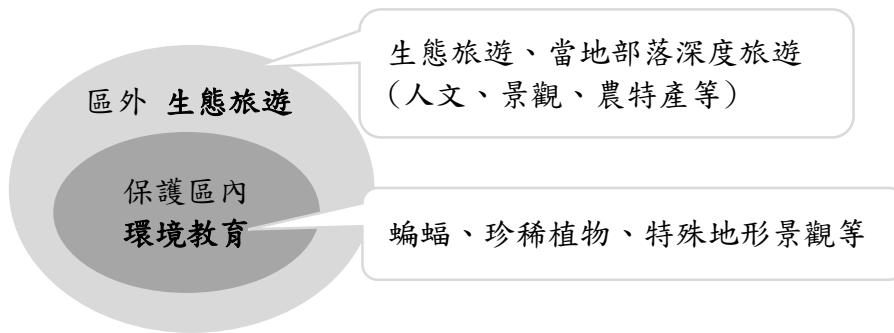 生態旅遊、當地部落深度旅遊
(人文、景觀、農特產等)
區外 生態旅遊
保護區內
環境教育
蝙蝠、珍稀植物、特殊地形景觀等